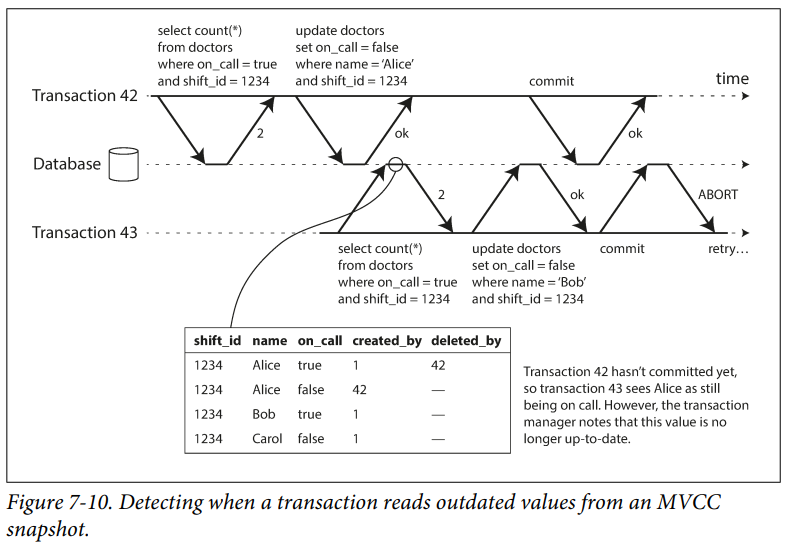 select count(*)
from doctors
where on_call = true
and shift_id = 1234
update doctors
set on_call = false
where name = ‘Alice’
and shift_id = 1234
commit
time
Transaction 42
2
ok
ok
Database
2
ok
ABORT
Transaction 43
select count(*)
from doctors
where on_call = true
and shift_id = 1234
update doctors
set on_call = false
where name = ‘Bob’
and shift_id = 1234
commit
retry…
shift_id name on_call created_by deleted_by
1234 Alice true 1 42
1234 Alice false 42 —
1234 Bob true 1 —
1234 Carol false 1 —
Transaction 42 hasn’t committed yet,
so transaction 43 sees Alice as still
being on call. However, the transaction
manager notes that this value is no
longer up-to-date.
Figure 7-10. Detecting when a transaction reads outdated values from an MVCC
snapshot.